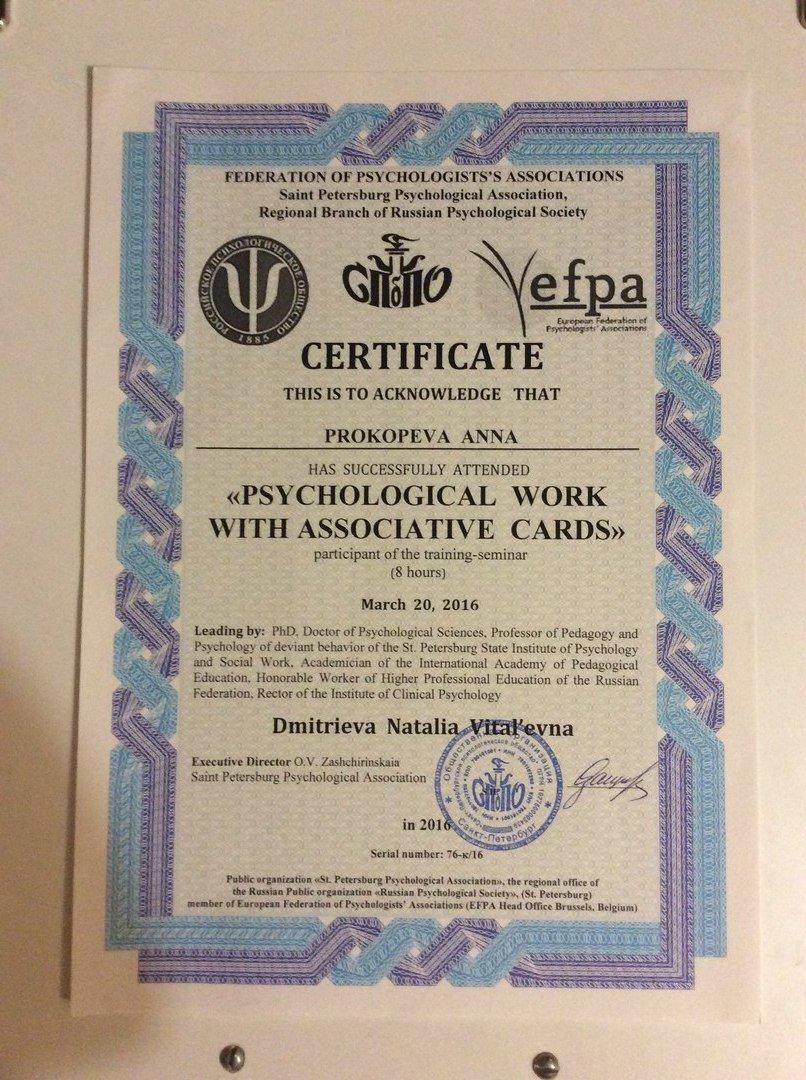 FEDERATION OF PSYCHOLOGISTS'S ASSOCIATIONS
Saint Petersburg Psychological Association,
Regional Branch of Russian Psychological Society
РОССИЙСКОЕ ПСИХОЛОГИЧЕСКОЕ ОБЩЕСТВО
1885
СПбПО
efpa
European Federation of
Psychologists' Associations
CERTIFICATE
THIS IS TO ACKNOWLEDGE THAT
PROKOPEVA ANNA
HAS SUCCESSFULLY ATTENDED
«PSYCHOLOGICAL WORK
WITH ASSOCIATIVE CARDS»
participant of the training-seminar
(8 hours)
March 20, 2016
Leading by: PhD, Doctor of Psychological Sciences, Professor of Pedagogy and
Psychology of deviant behavior of the St. Petersburg State Institute of Psychology
and Social Work, Academician of the International Academy of Pedagogical
Education, Honorable Worker of Higher Professional Education of the Russian
Federation, Rector of the Institute of Clinical Psychology
Dmitrieva Natalia Vital'evna
Executive Director O.V. Zashchirinskaia
Saint Petersburg Psychological Association
Общественная организация
Санкт-Петербург
СПбПО
in 2016
Serial number: 76-к/16
Public organization «St. Petersburg Psychological Association», the regional office of
the Russian Public organization «Russian Psychological Society», (St. Petersburg)
member of European Federation of Psychologists' Associations (EFPA Head Office Brussels, Belgium)